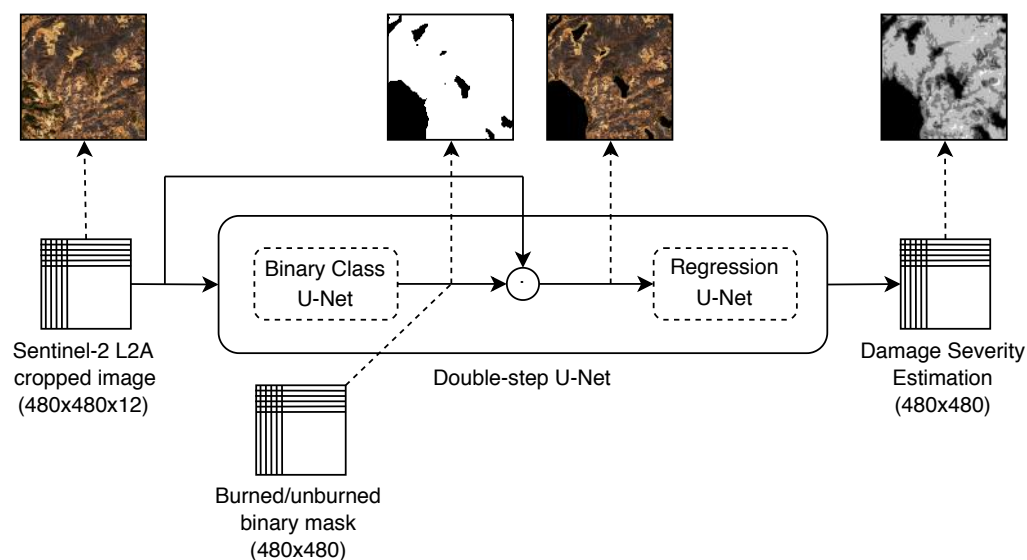 Binary Class
U-Net
.
Regression
U-Net
Sentinel-2 L2A
cropped image
(480x480x12)
Double-step U-Net
Damage Severity
Estimation
(480x480)
Burned/unburned
binary mask
(480x480)